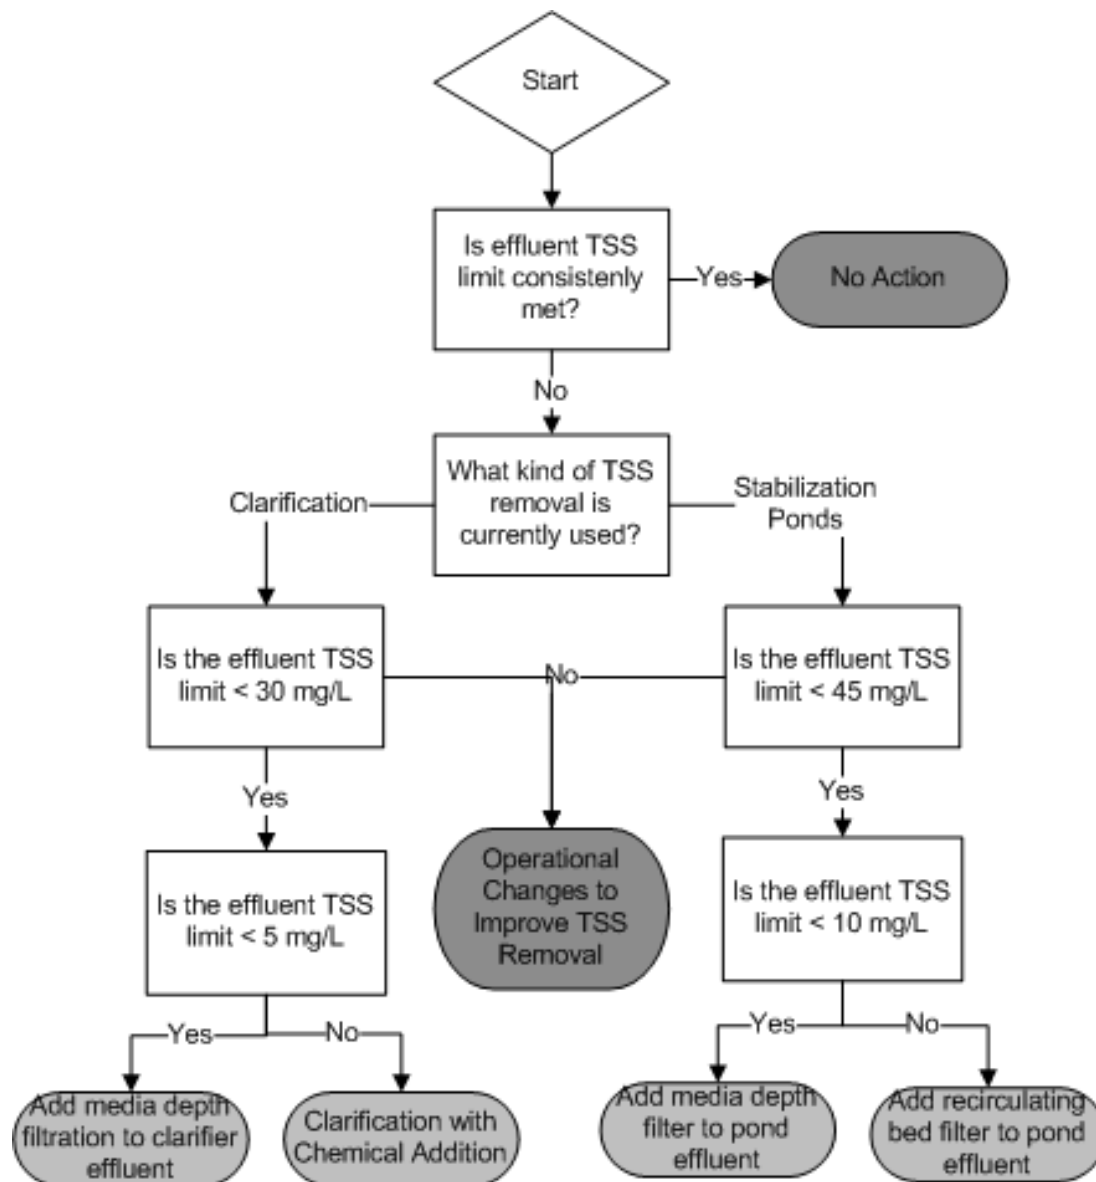 Start
Is effluent TSS
limit consistenly
met?
Yes
No Action
No
What kind of TSS
removal is
currently used?
Clarification
Stabilization
Ponds
Is the effluent TSS
limit < 30 mg/L
No
Is the effluent TSS
limit < 45 mg/L
Yes
Yes
Is the effluent TSS
limit < 5 mg/L
Operational
Changes to
Improve TSS
Removal
Is the effluent TSS
limit < 10 mg/L
Yes
No
Yes
No
Add media depth
filtration to clarifier
effluent
Clarification with
Chemical Addition
Add media depth
filter to pond
effluent
Add recirculating
bed filter to pond
effluent